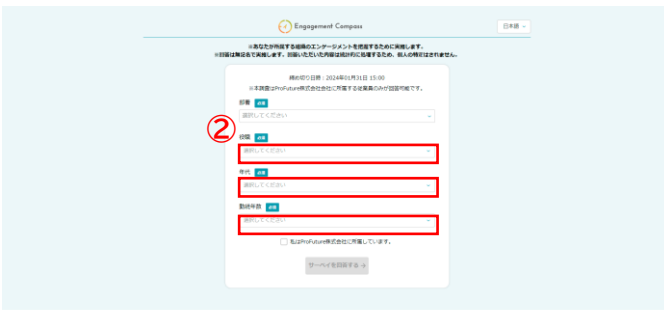 Engagement Compass
日本語
※あなたが所属する組織のエンゲージメントを把握するために実施します。
※回答は無記名で実施します。回答いただいた内容は統計的に処理するため、個人の特定はされません。
締め切り日時：2024年01月31日 15:00
※本調査はProFuture株式会社に所属する従業員のみが回答可能です。
部署 必須
選択してください
②
役職 必須
選択してください
年代 必須
選択してください
勤続年数 必須
選択してください
私はProFuture株式会社に所属しています。
サーベイを回答する